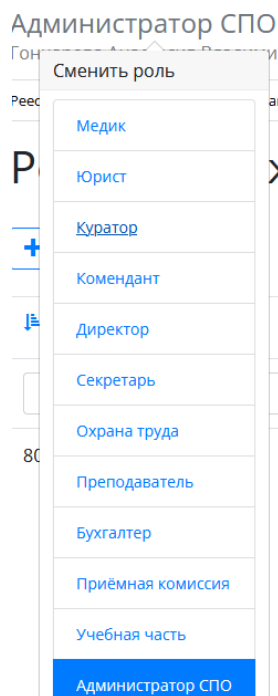 Администратор СПО
Сменить роль
Медик
Юрист
Куратор
Комендант
Директор
Секретарь
Охрана труда
Преподаватель
Бухгалтер
Приёмная комиссия
Учебная часть
80
Администратор СПО